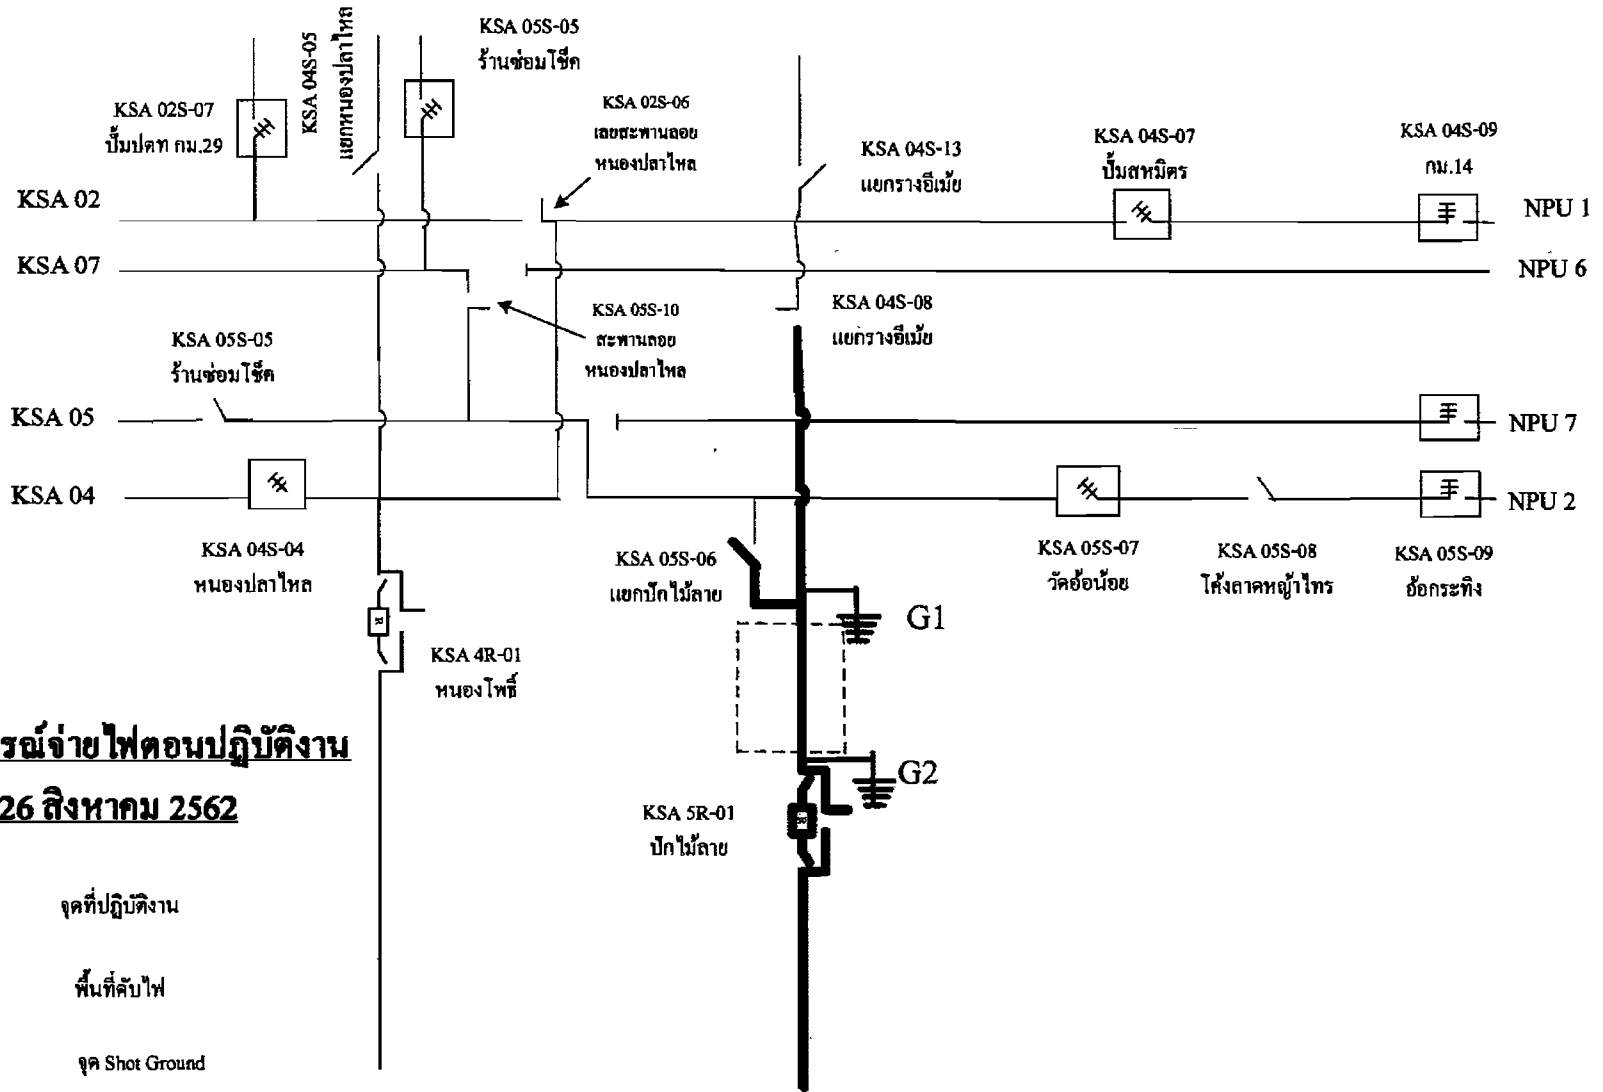 KSA 04S-05
แยกหนองปลาไหล
KSA 05S-05
ร้านซ่อมโช๊ค
KSA 02S-07
ปั๊มปตท กม.29
KSA 02S-06
เลยสะพานลอย
หนองปลาไหล
KSA 04S-13
แยกรางอีเม้ย
KSA 04S-07
ปั๊มสหมิตร
KSA 04S-09
กม.14
KSA 02
NPU 1
KSA 07
NPU 6
KSA 05S-10
สะพานลอย
หนองปลาไหล
KSA 04S-08
แยกรางอีเม้ย
KSA 05S-05
ร้านซ่อมโช๊ค
KSA 05
NPU 7
KSA 04
NPU 2
KSA 04S-04
หนองปลาไหล
KSA 05S-06
แยกปักไม้ลาย
KSA 05S-07
วัดอ้อน้อย
KSA 05S-08
โค้งลาดหญ้าไทร
KSA 05S-09
อ้อกระทิง
G1
R
KSA 4R-01
หนองโพธิ์
รณ์จ่ายไฟตอนปฏิบัติงาน
26 สิงหาคม 2562
G2
KSA 5R-01
ปักไม้ลาย
R
จุดที่ปฏิบัติงาน
พื้นที่ดับไฟ
จุด Shot Ground